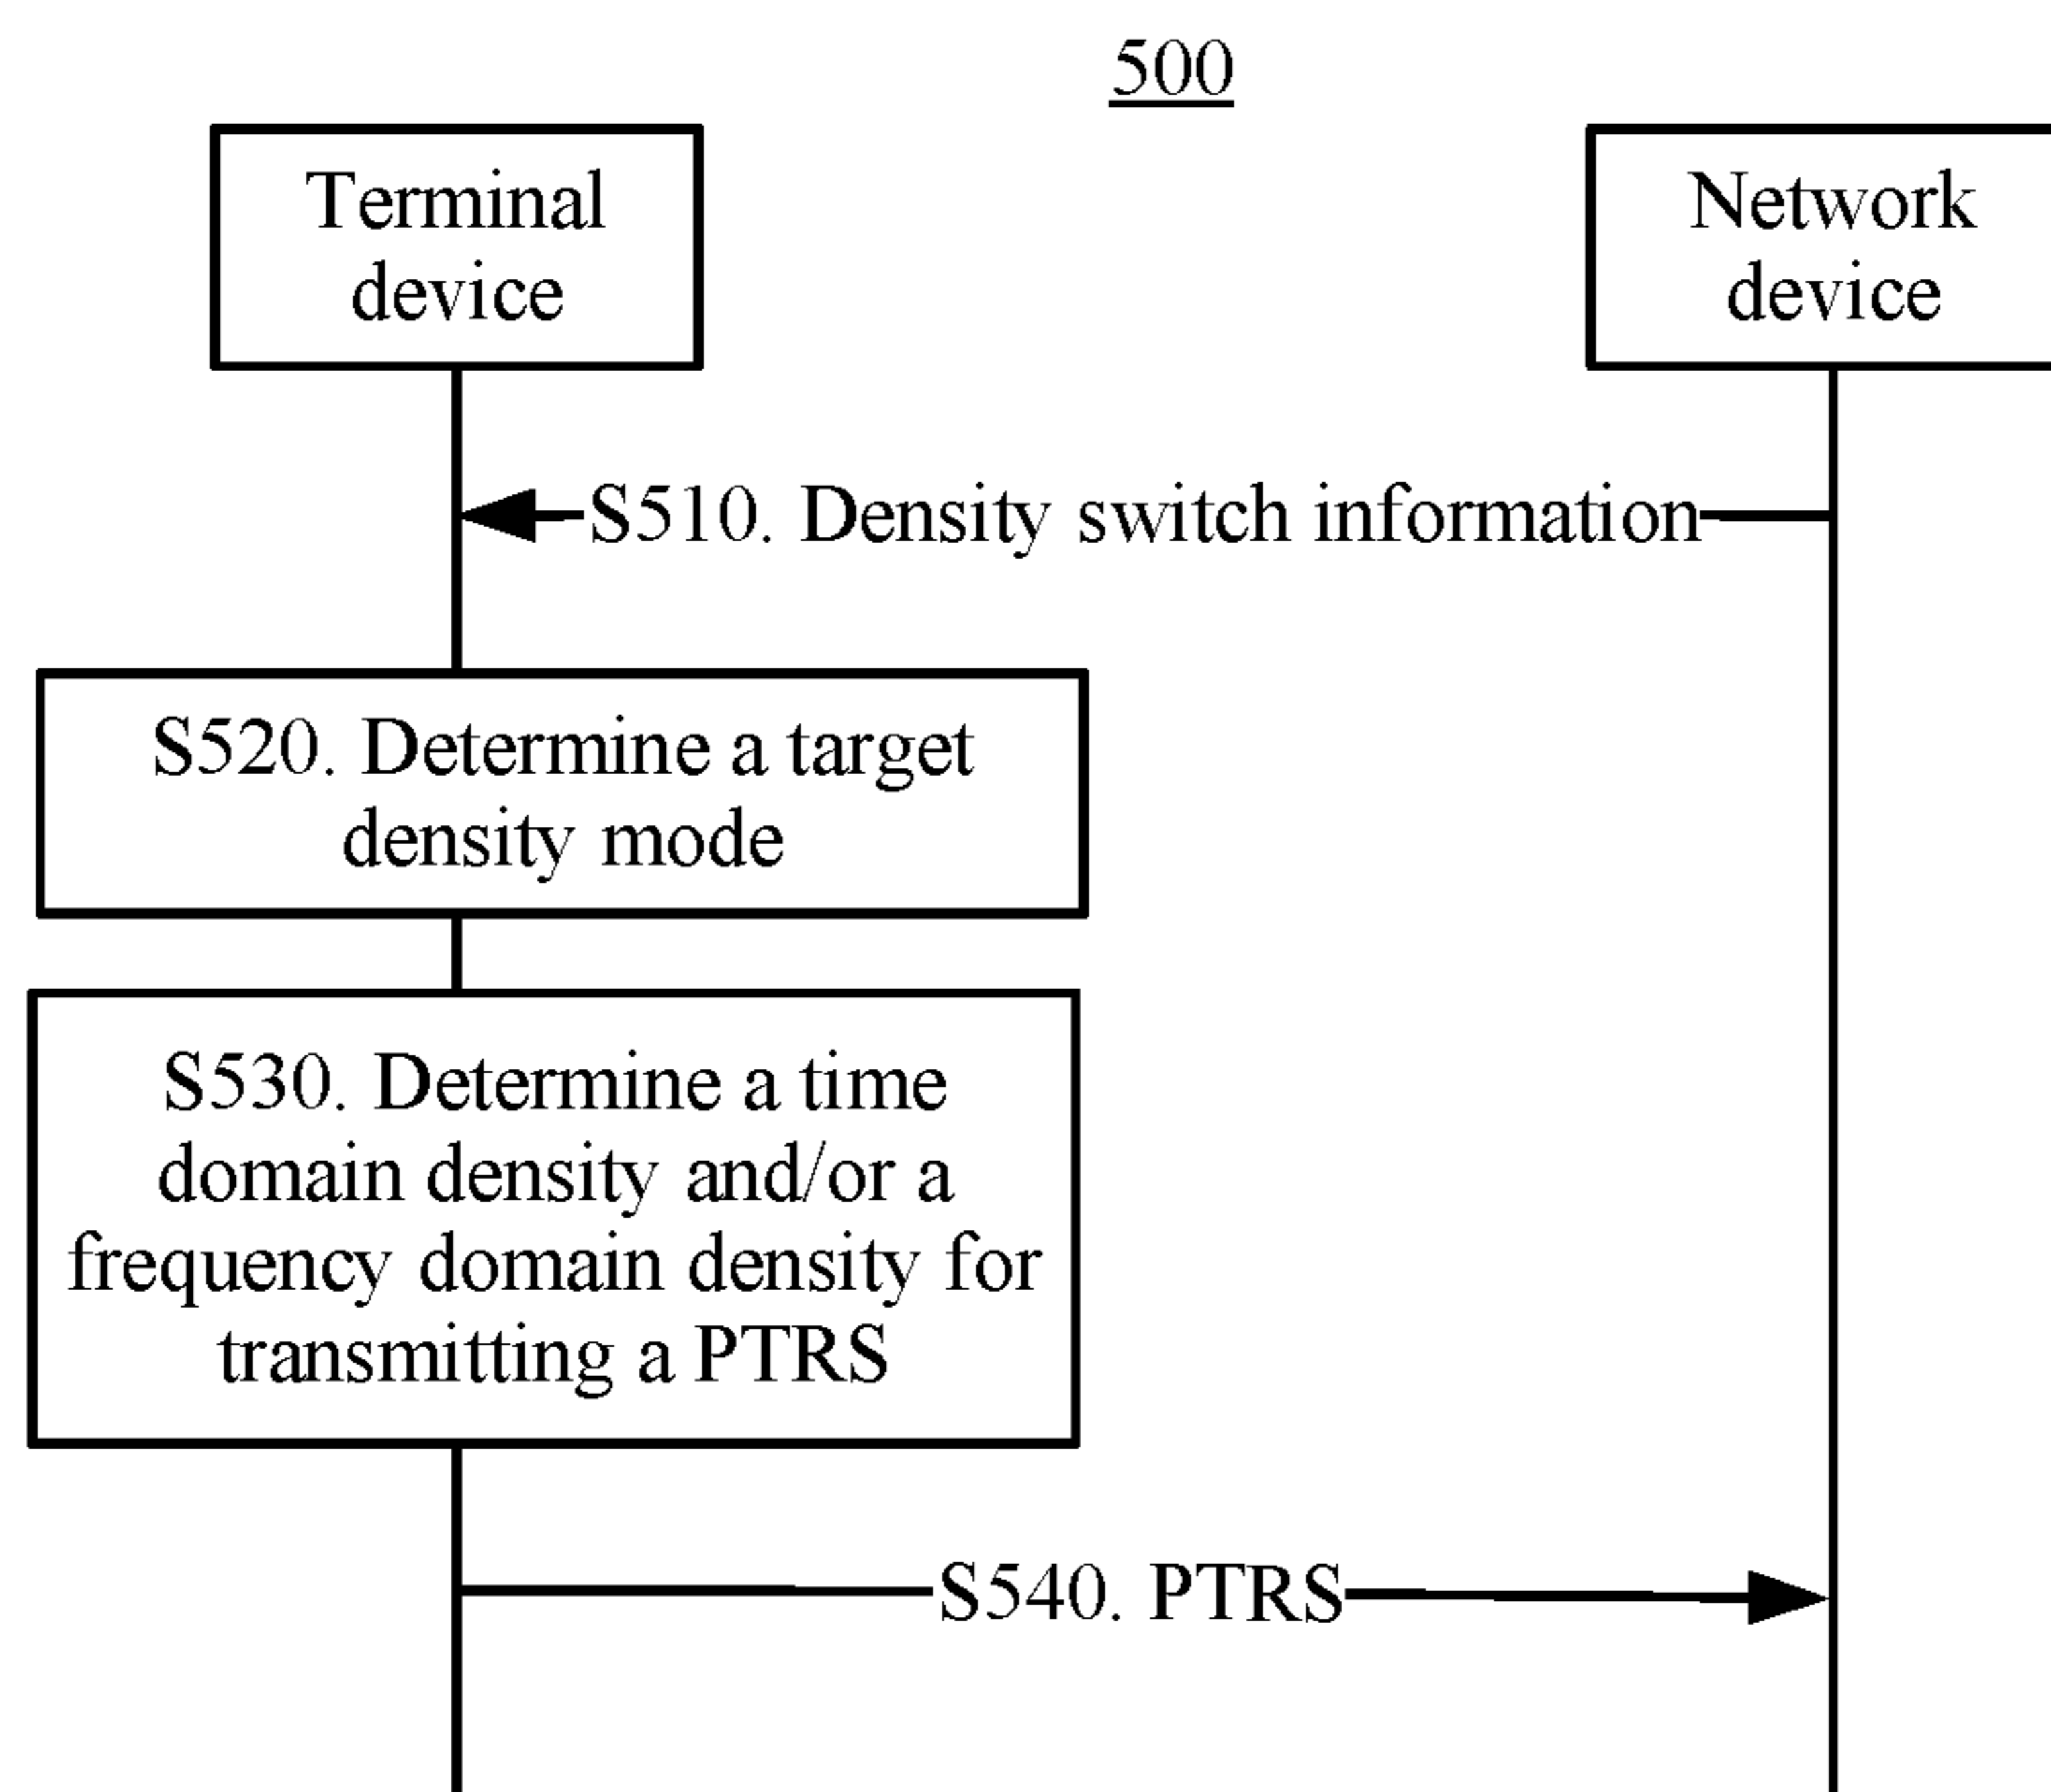 500
Terminal
device
Network
device
S510. Density switch information
S520. Determine a target
density mode
S530. Determine a time
domain density and/or a
frequency domain density for
transmitting a PTRS
S540. PTRS